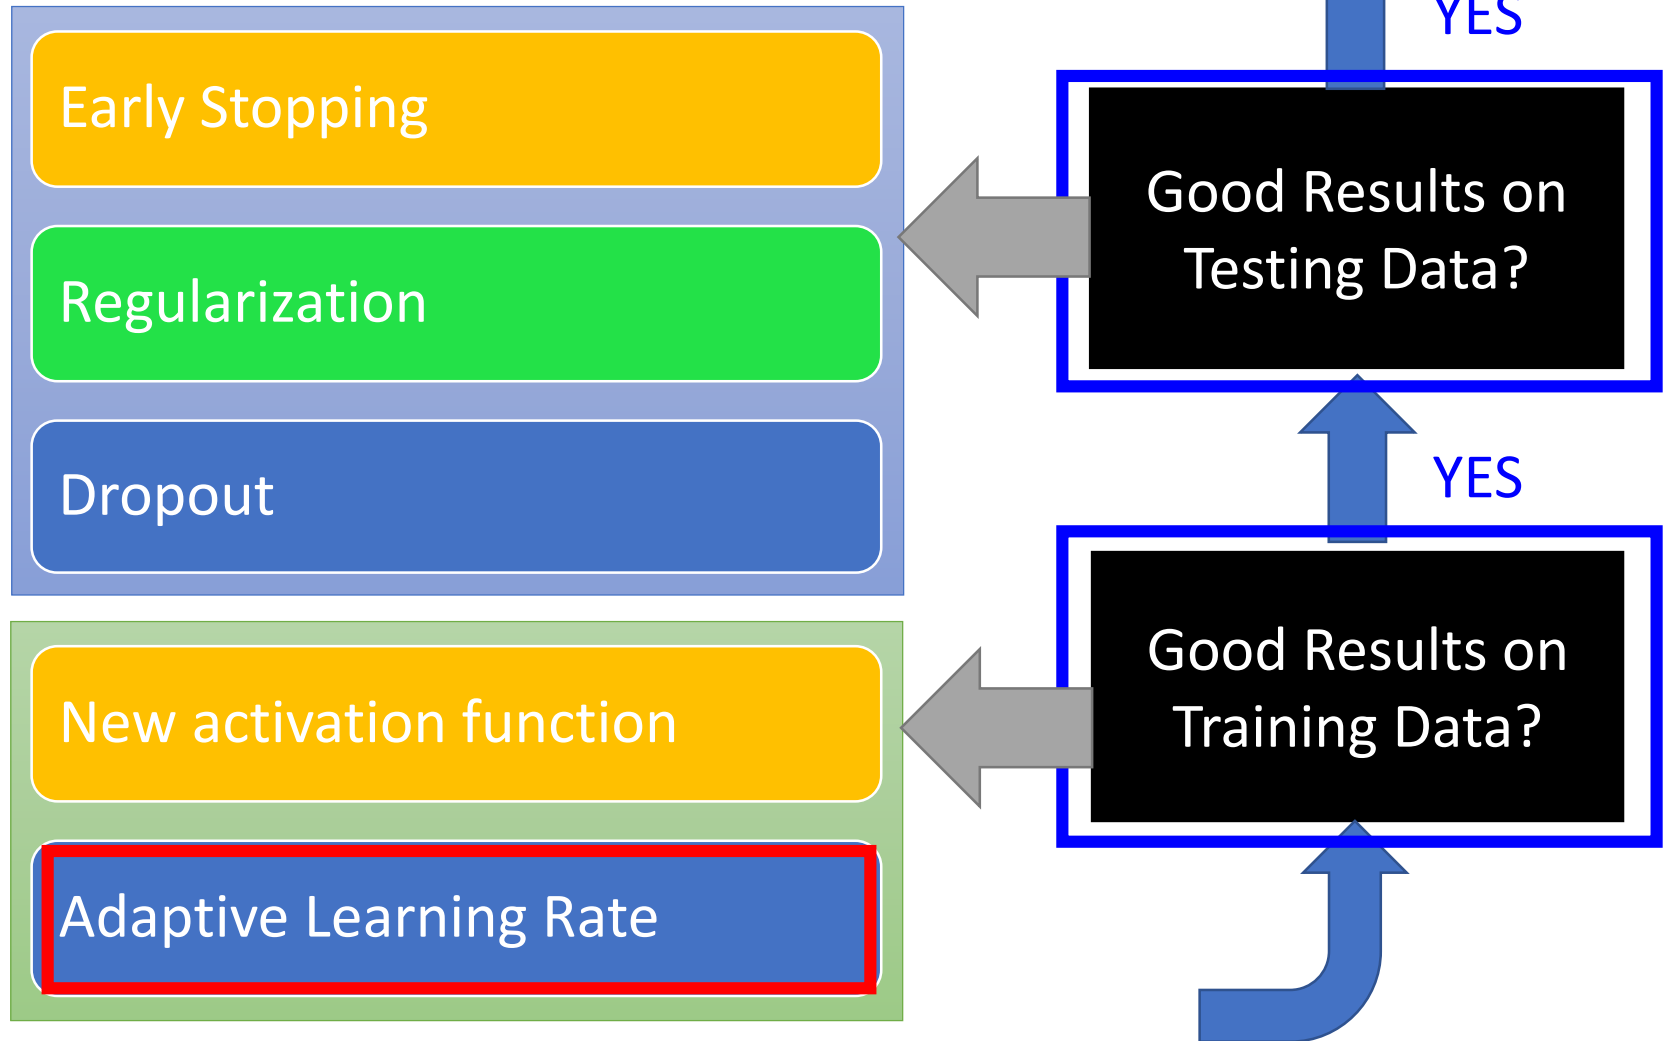 YES
Early Stopping
Good Results on
Testing Data?
Regularization
Dropout
YES
Good Results on
Training Data?
New activation function
Adaptive Learning Rate